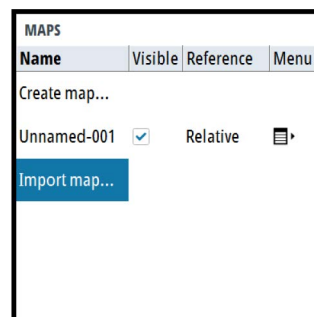 MAPS
Name Visible Reference Menu
Create map...
Unnamed-001 Relative
Import map...